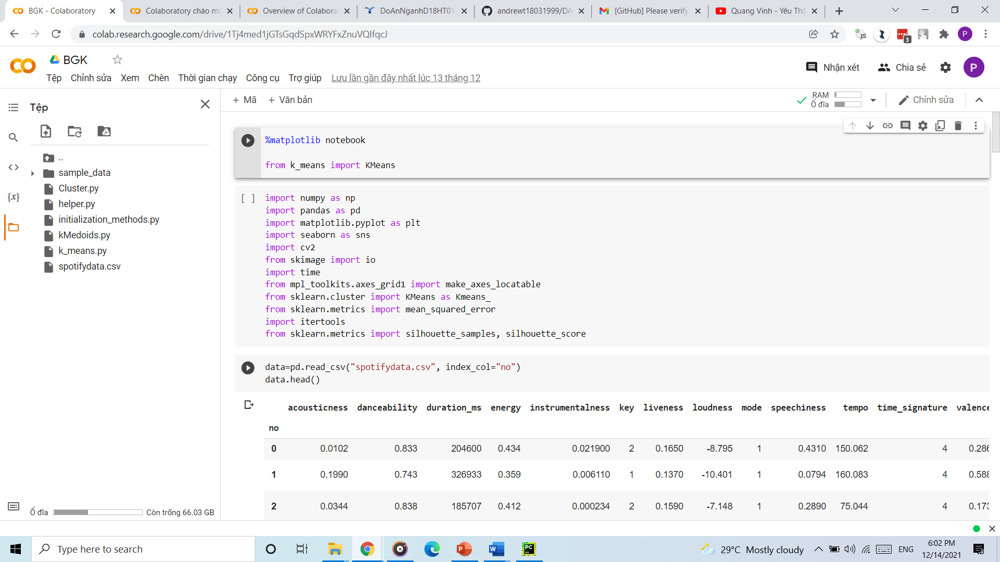 BGK - Colaboratory
Colaboratory chào mừ
Overview of Colabora
DoAnNganhD18HT01
andrewt18031999/DA
[GitHub] Please verify
Quang Vinh - Yêu Thậ
colab.research.google.com/drive/1Tj4med1jGTsGqdSpxWRYFxZnuVQIfqcJ
3
P
BGK
Tệp Chỉnh sửa Xem Chèn Thời gian chạy Công cụ Trợ giúp Lưu lần gần đây nhất lúc 13 tháng 12
Nhận xét
Chia sẻ
P
Tệp
+ Mã + Văn bản
RAM
Ổ đĩa
Chỉnh sửa
..
sample_data
Cluster.py
helper.py
initialization_methods.py
kMedoids.py
k_means.py
spotifydata.csv
{x}
Ổ đĩa
Còn trống 66.03 GB
%matplotlib notebook
from k_means import KMeans
[ ]
import numpy as np
import pandas as pd
import matplotlib.pyplot as plt
import seaborn as sns
import cv2
from skimage import io
import time
from mpl_toolkits.axes_grid1 import make_axes_locatable
from sklearn.cluster import KMeans as Kmeans_
from sklearn.metrics import mean_squared_error
import itertools
from sklearn.metrics import silhouette_samples, silhouette_score
data=pd.read_csv("spotifydata.csv", index_col="no")
data.head()
acousticness danceability duration_ms energy instrumentalness key liveness loudness mode speechiness tempo time_signature valence
no
0 0.0102 0.833 204600 0.434 0.021900 2 0.1650 -8.795 1 0.4310 150.062 4 0.286
1 0.1990 0.743 326933 0.359 0.006110 1 0.1370 -10.401 1 0.0794 160.083 4 0.588
2 0.0344 0.838 185707 0.412 0.000234 2 0.1590 -7.148 1 0.2890 75.044 4 0.173
Type here to search
29°C Mostly cloudy
ENG
6:02 PM
12/14/2021